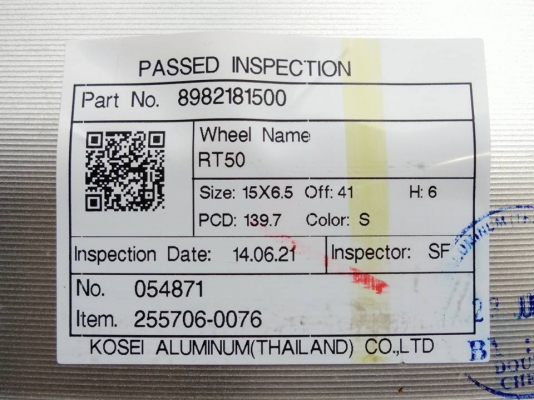 PASSED INSPECTION
Part No. 8982181500
Wheel Name
RT50
Size: 15X6.5 Off: 41 H: 6
PCD: 139.7 Color: S
Inspection Date: 14.06.21 Inspector: SF
No. 054871
Item. 255706-0076
KOSEI ALUMINUM(THAILAND) CO.,LTD